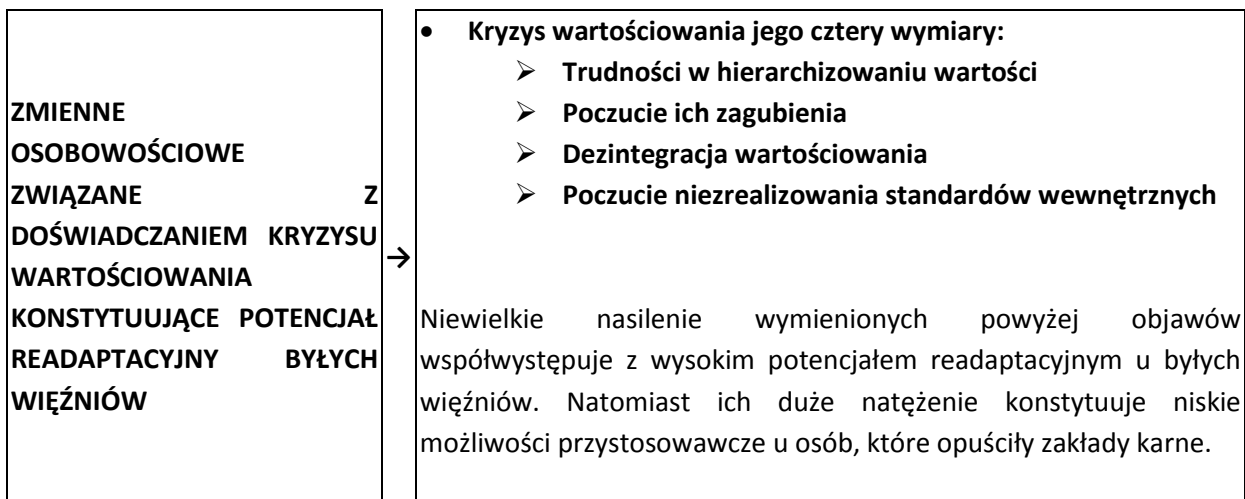 ZMIENNE
OSOBOWOŚCIOWE
ZWIĄZANE Z
DOŚWIADCZANIEM KRYZYSU
WARTOŚCIOWANIA
KONSTYTUUJĄCE POTENCJAŁ
READAPTACYJNY BYŁYCH
WIĘŹNIÓW
→
• Kryzys wartościowania jego cztery wymiary:
➢ Trudności w hierarchizowaniu wartości
➢ Poczucie ich zagubienia
➢ Dezintegracja wartościowania
➢ Poczucie niezrealizowania standardów wewnętrznych
Niewielkie nasilenie wymienionych powyżej objawów
współwystępuje z wysokim potencjałem readaptacyjnym u byłych
więźniów. Natomiast ich duże natężenie konstytuuje niskie
możliwości przystosowawcze u osób, które opuściły zakłady karne.